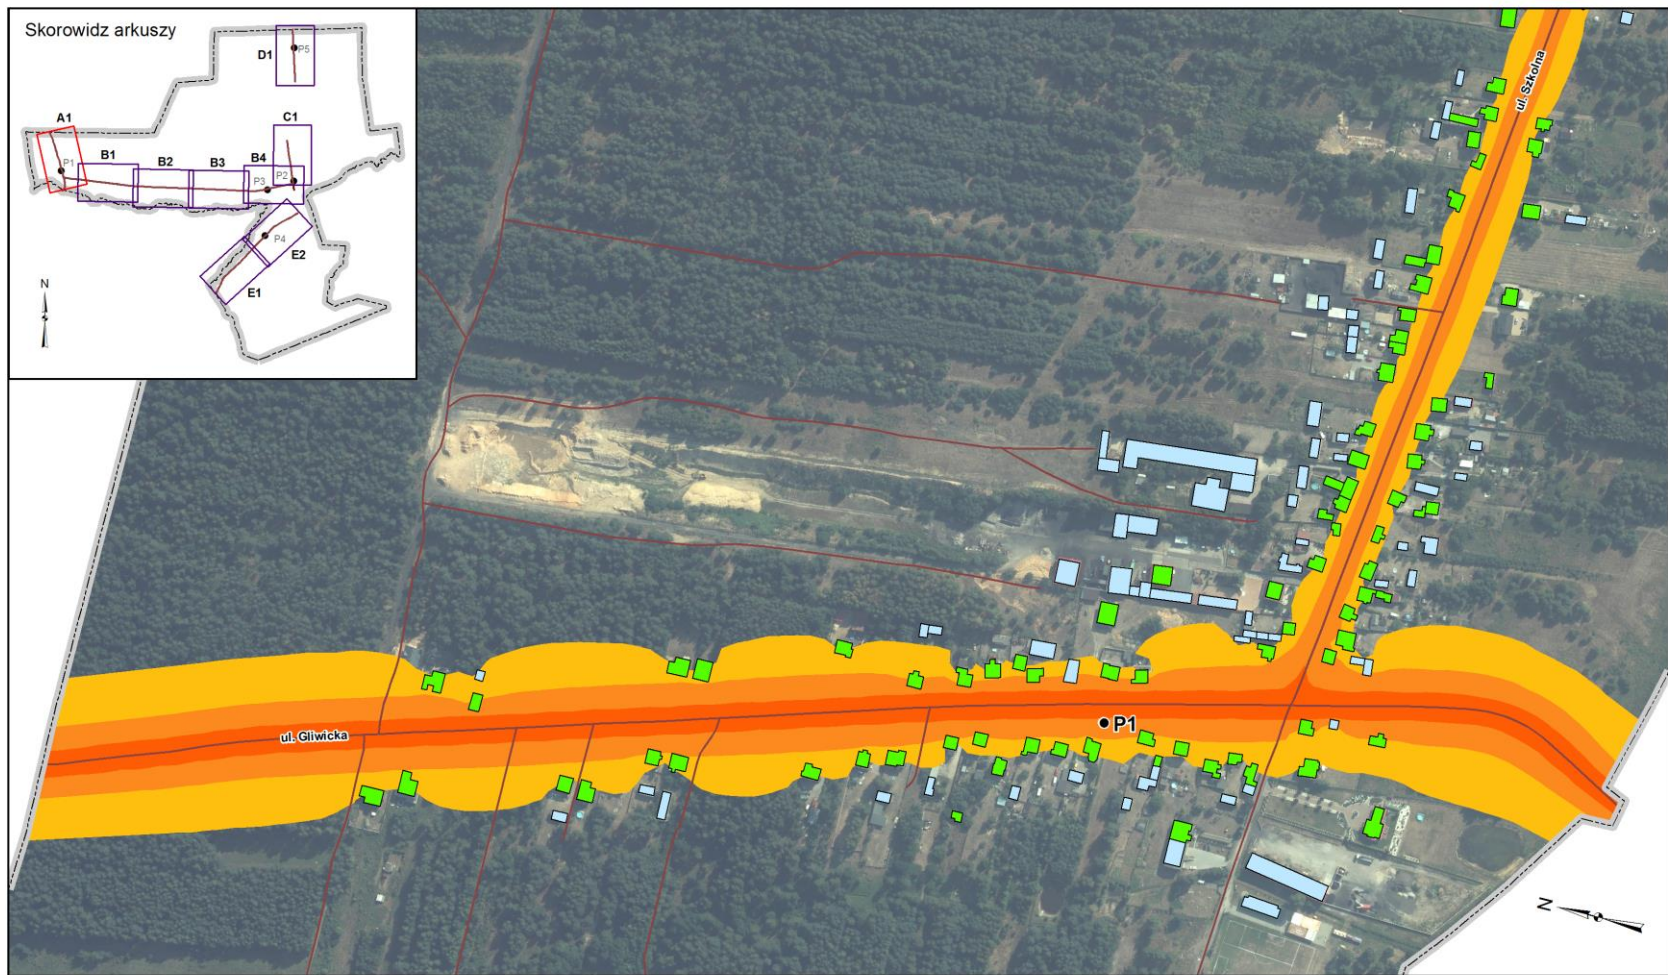 Skorowidz arkuszy
D1
P5
A1
C1
P1
B1
B2
B3
B4
P2
P3
P4
E2
E1
N
ul. Szkolna
ul. Gliwicka
P1
N